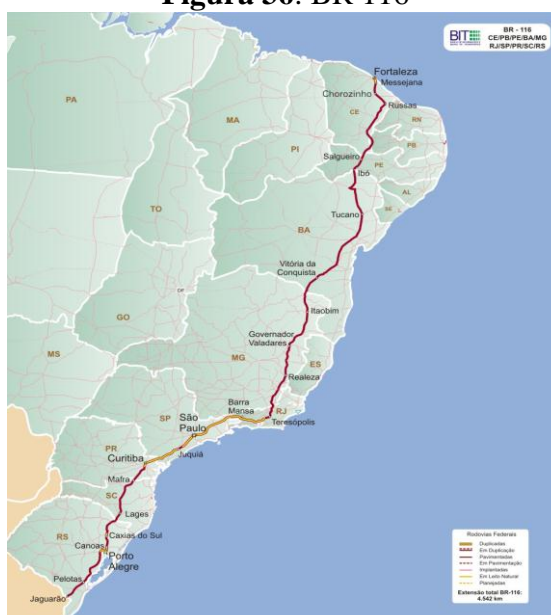 Figura 30. BR 116
BIT
BR - 116
CE/PB/PE/BA/MG
RJ/SP/PR/SC/RS
Fortaleza
Messejana
Chorozinho
Russas
PA
MA
CE
RN
PI
PB
Salgueiro
PE
Ibó
AL
TO
SE
Tucano
BA
Vitória da
Conquista
DF
Itaobim
GO
Governador
Valadares
MS
MG
ES
Realeza
Barra
Mansa
RJ
SP
São
Paulo
Teresópolis
PR
Juquiá
Curitiba
Mafra
SC
Lages
RS
Caxias do Sul
Canoas
Porto
Alegre
Pelotas
Jaguarão
Rodovias Federais
Duplicadas
Em Duplicação
Pavimentadas
Em Pavimentação
Implantadas
Em Leito Natural
Planejadas
Extensão total BR-116:
4.542 km